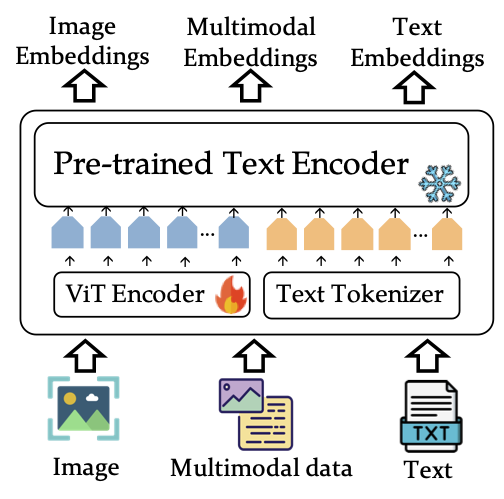 Image
Embeddings
Multimodal
Embeddings
Text
Embeddings
Pre-trained Text Encoder
...
...
ViT Encoder
Text Tokenizer
TXT
Image
Multimodal data
Text